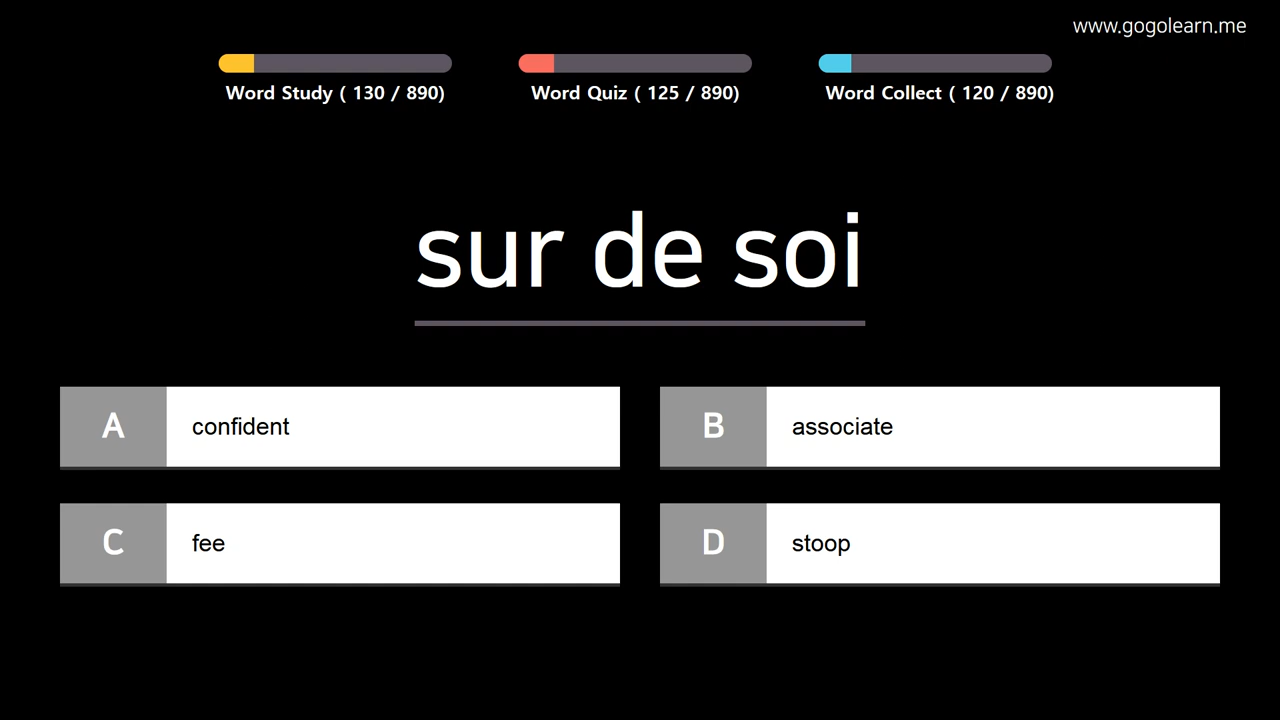 www.gogolearn.me
Word Study ( 130 / 890)
Word Quiz ( 125 / 890)
Word Collect ( 120 / 890)
sur de soi
A confident
B associate
C fee
D stoop